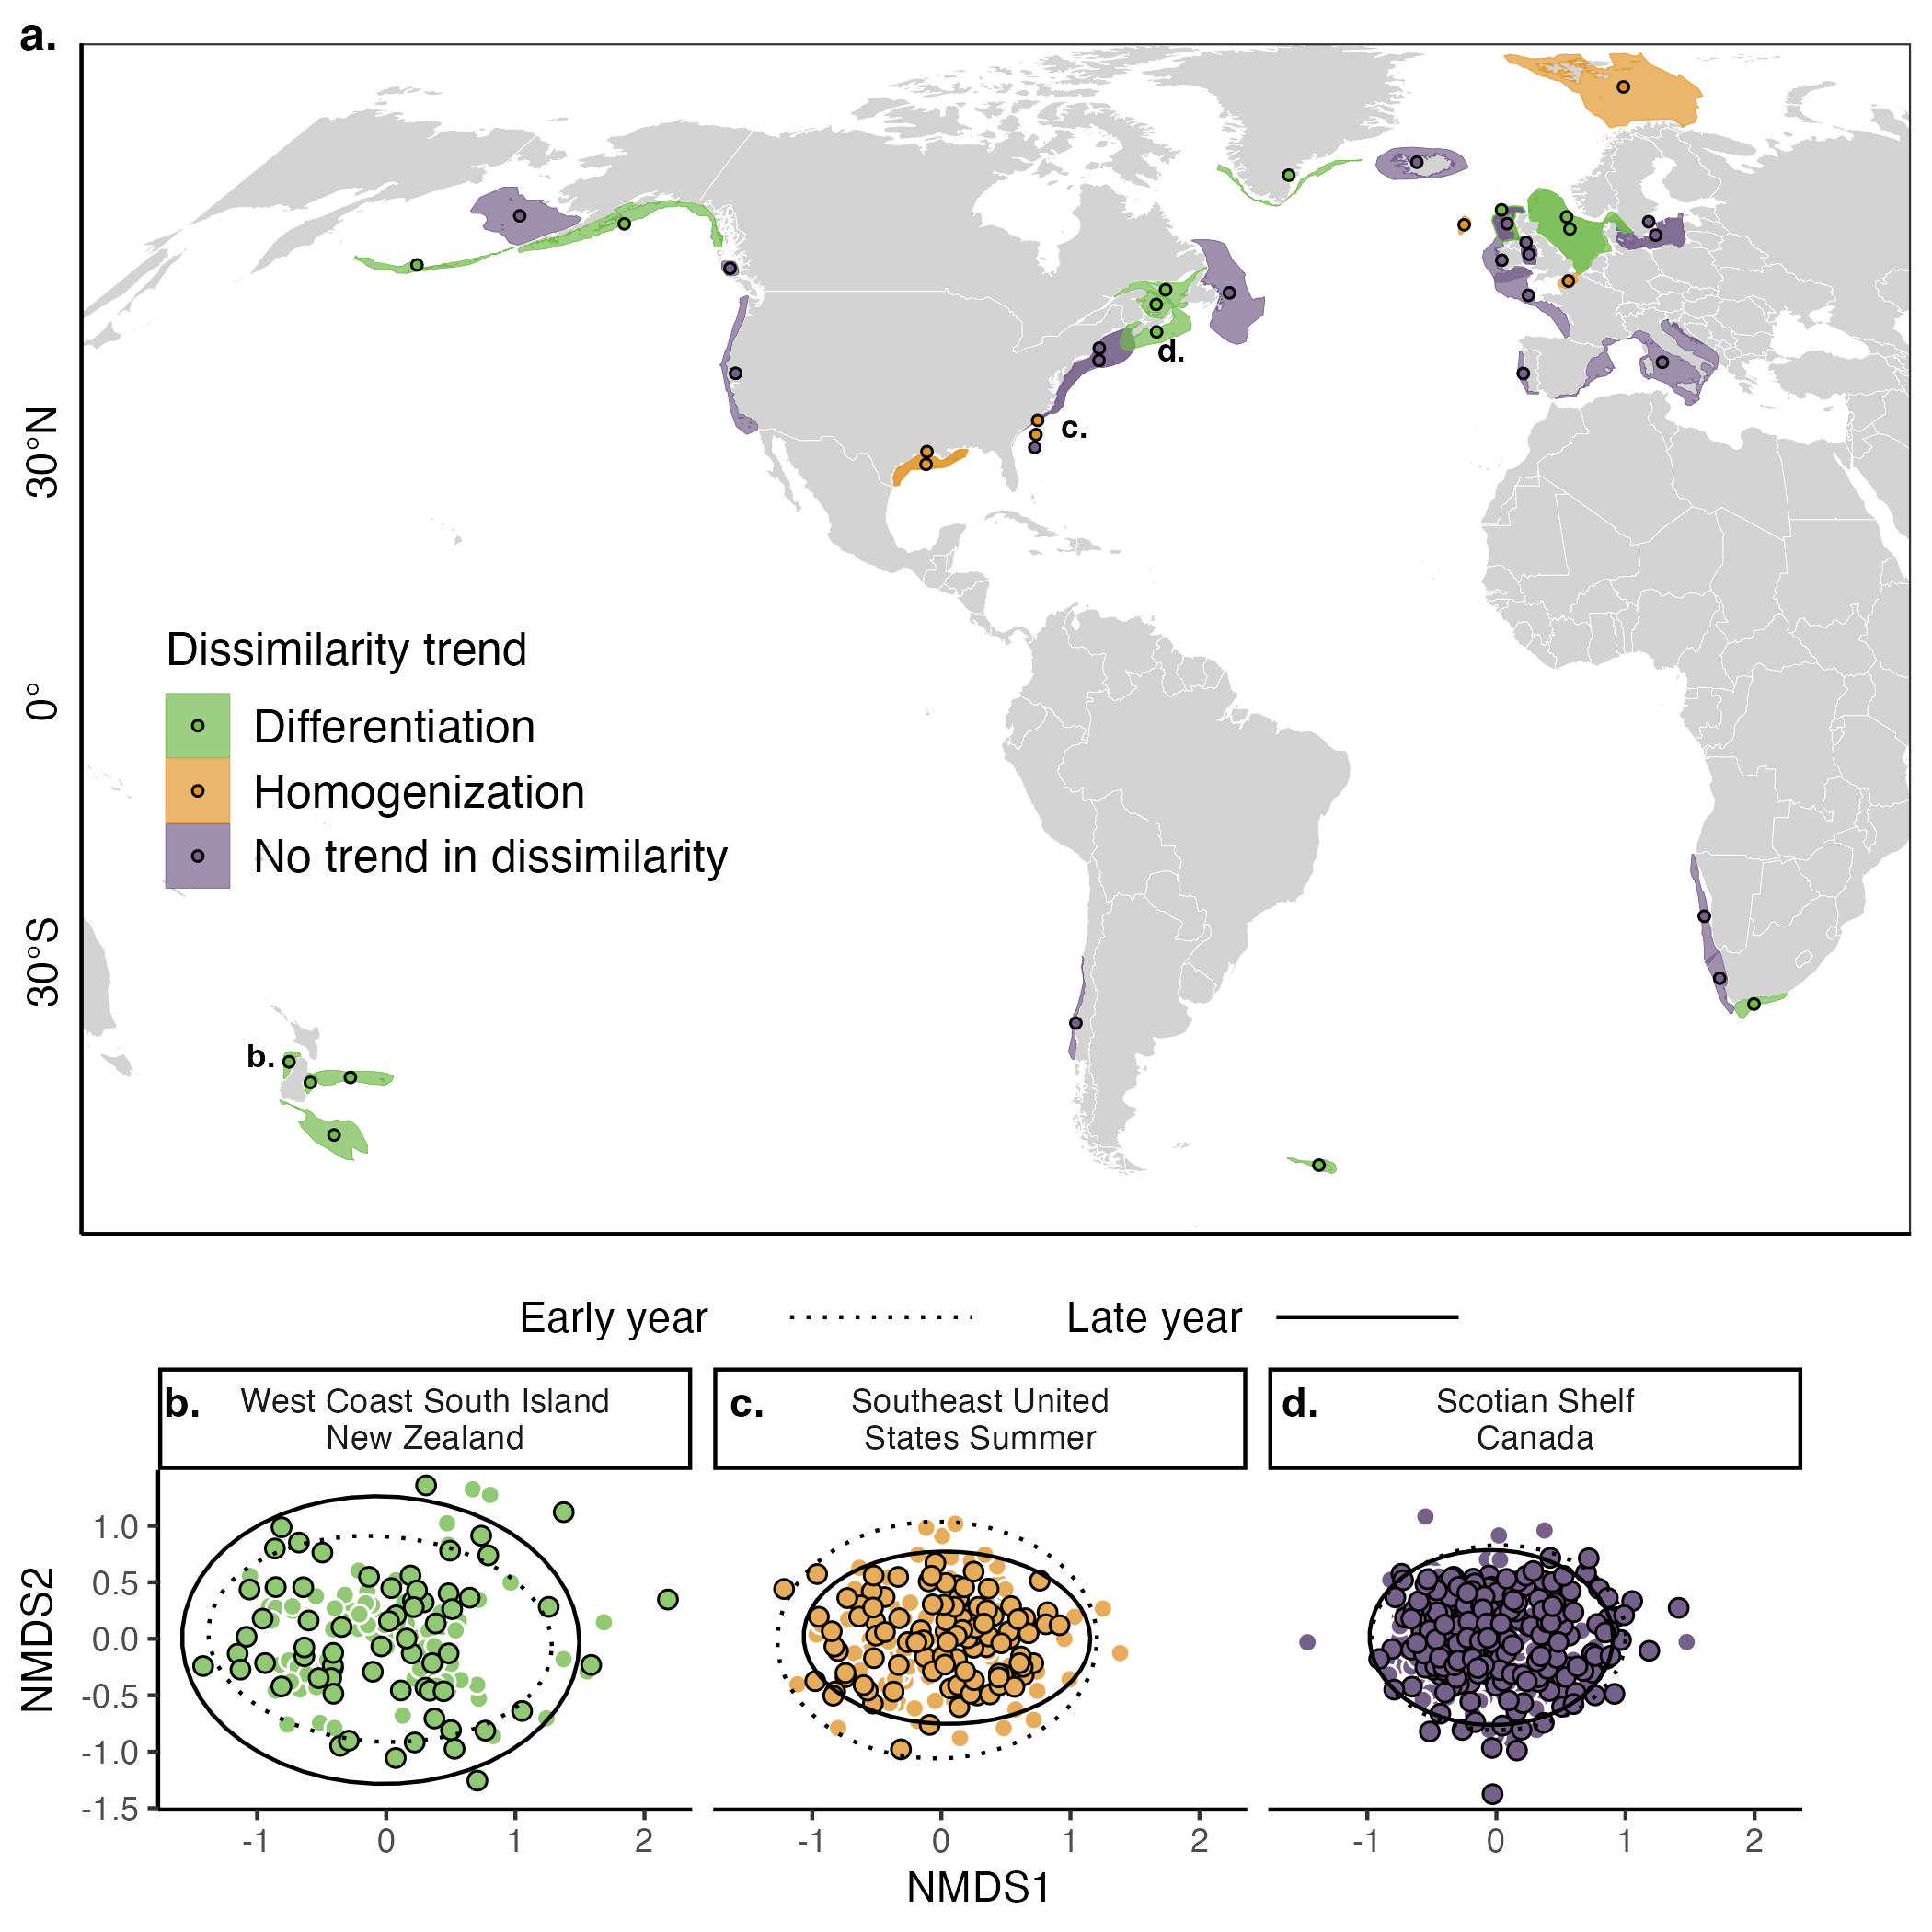 a.
30°N
0°
30°S
Dissimilarity trend
Differentiation
Homogenization
No trend in dissimilarity
d.
c.
b.
Early year
Late year
b. West Coast South Island
New Zealand
c. Southeast United
States Summer
d. Scotian Shelf
Canada
NMDS2
1.0
0.5
0.0
-0.5
-1.0
-1.5
-1 0 1 2
-1 0 1 2
-1 0 1 2
NMDS1